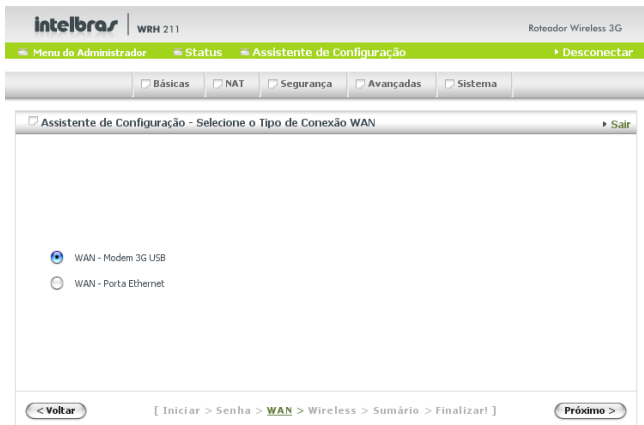 intelbras WRH 211 Roteador Wireless 3G
Menu do Administrador Status Assistente de Configuração Desconectar
Básicas NAT Segurança Avançadas Sistema
Assistente de Configuração - Selecione o Tipo de Conexão WAN Sair
WAN - Modem 3G USB
WAN - Porta Ethernet
< Voltar [ Iniciar > Senha > WAN > Wireless > Sumário > Finalizar! ] Próximo >